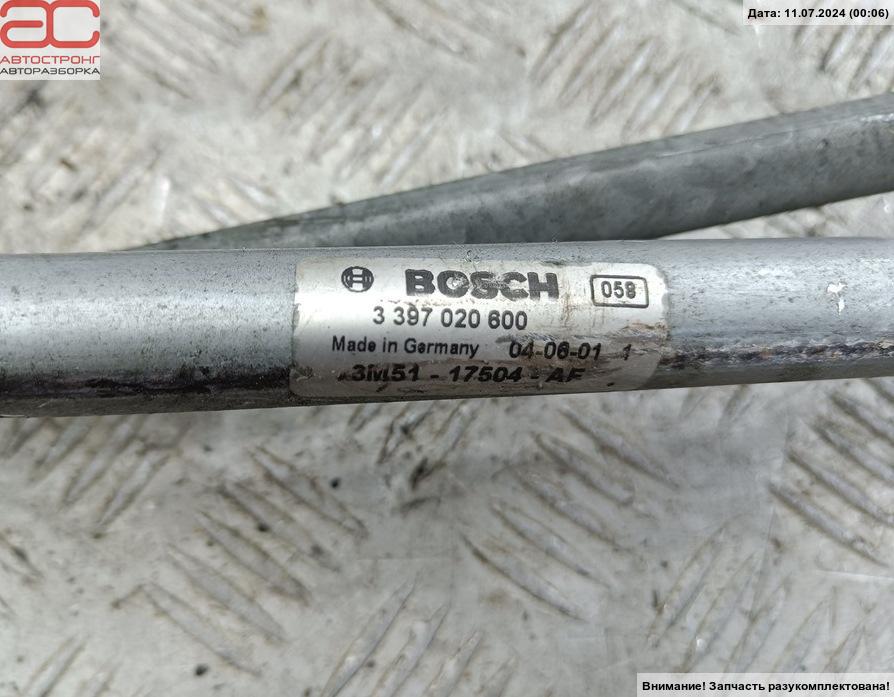 Дата: 11.07.2024 (00:06)
ac
АВТОСТРОНГ
АВТОРАЗБОРКА
BOSCH 058
3 397 020 600
Made in Germany 04-06-01 1
3M51 - 17504 - AF
Внимание! Запчасть разукомплектована!